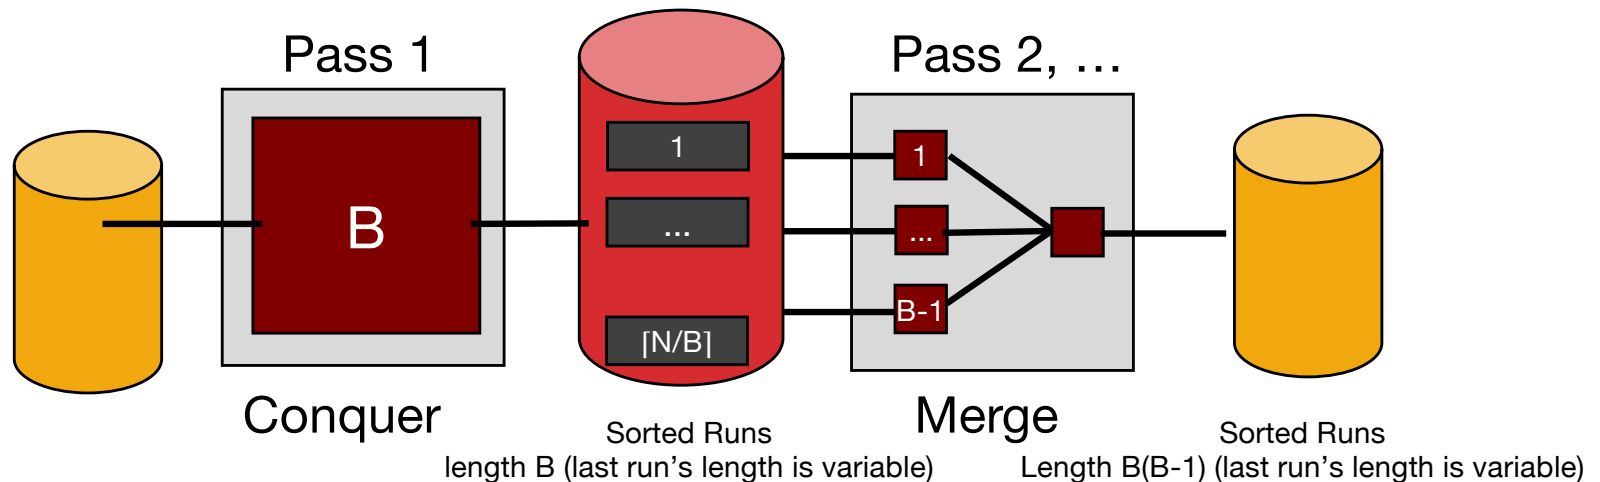 Pass 1
Pass 2, ...
B
1
...
⌈N/B⌉
1
...
B-1
Conquer
Merge
Sorted Runs
length B (last run's length is variable)
Sorted Runs
Length B(B-1) (last run's length is variable)